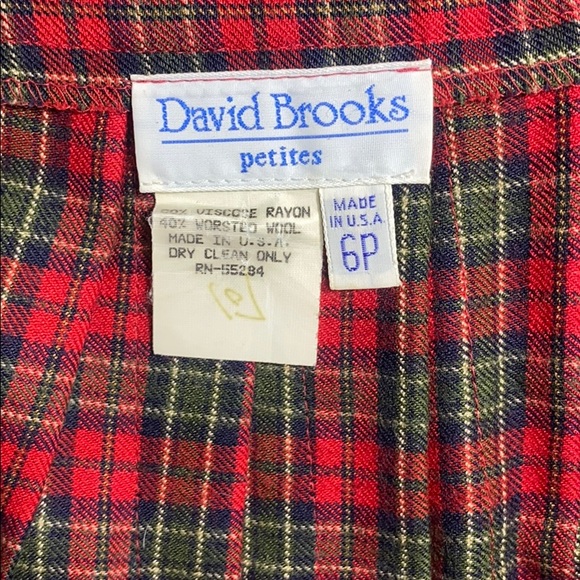 David Brooks
petites
VISCOSE RAYON
40% WORSTED WOOL
MADE IN U.S.A.
DRY CLEAN ONLY
RN-55284
MADE
IN U.S.A.
6P